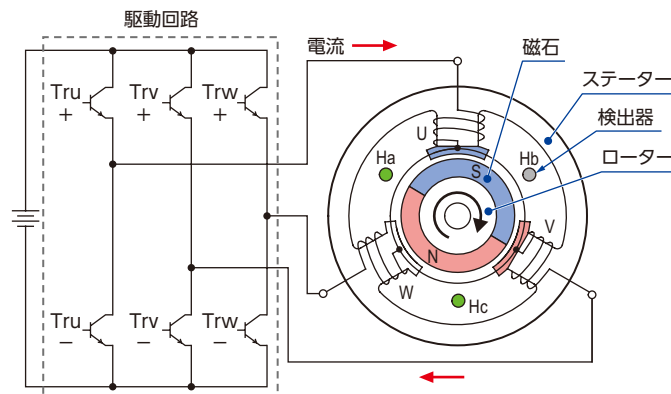 駆動回路
電流
磁石
ステーター
検出器
ローター
Tru
+
Trv
+
Trw
+
U
Ha
S
Hb
N
V
W
Hc
Tru
−
Trv
−
Trw
−